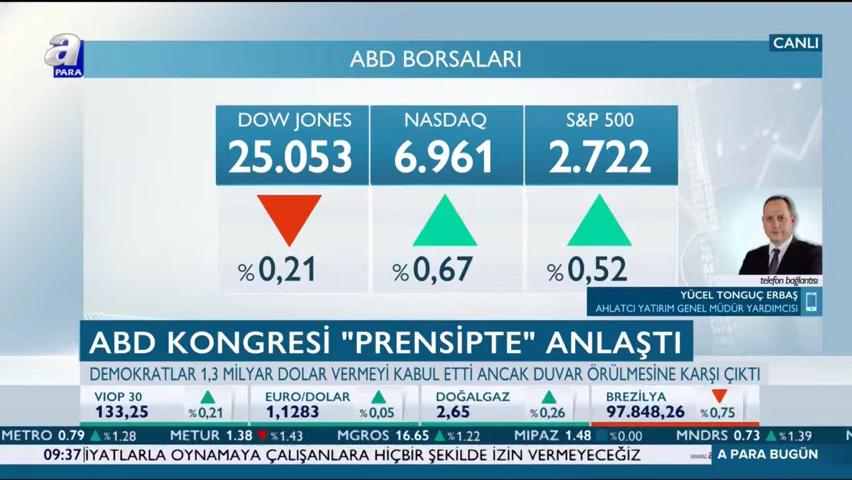 a
PARA
CANLI
ABD BORSALARI
DOW JONES
NASDAQ
S&P 500
25.053
6.961
2.722
%0,21
%0,67
%0,52
telefon bağlantısı
YÜCEL TONGUÇ ERBAŞ
AHLATCI YATIRIM GENEL MÜDÜR YARDIMCISI
ABD KONGRESİ "PRENSİPTE" ANLAŞTI
DEMOKRATLAR 1,3 MİLYAR DOLAR VERMEYİ KABUL ETTİ ANCAK DUVAR ÖRÜLMESİNE KARŞI ÇIKTI
VIOP 30
133,25 %0,21
EURO/DOLAR
1,1283 %0,05
DOĞALGAZ
2,65 %0,26
BREZİLYA
97.848,26 %0,75
METRO 0.79 %1.28 METUR 1.38 %1.43 MGROS 16.65 %1.22 MIPAZ 1.48 %0.00 MNDRS 0.73 %1.39
09:37 İYATLARLA OYNAMAYA ÇALIŞANLARA HİÇBİR ŞEKİLDE İZİN VERMEYECEĞİZ www.a A PARA BUGÜN